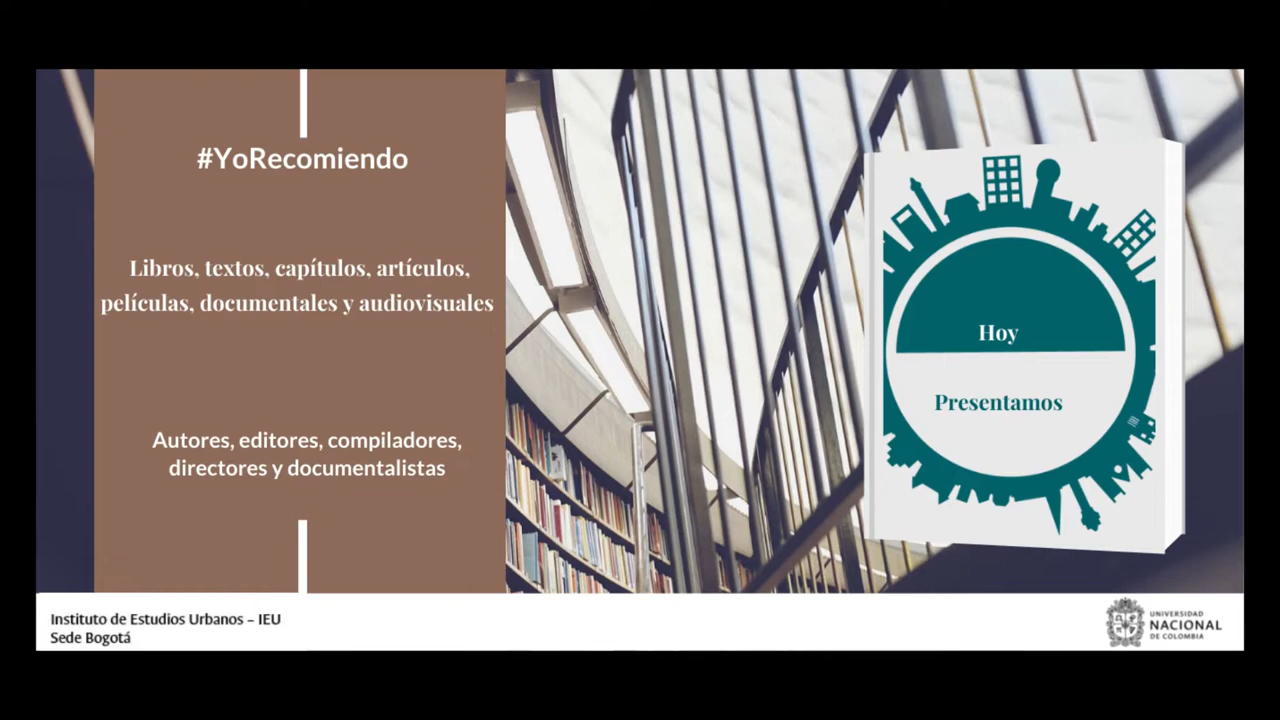 #YoRecomiendo
Libros, textos, capítulos, artículos,
películas, documentales y audiovisuales
Autores, editores, compiladores,
directores y documentalistas
Hoy
Presentamos
Instituto de Estudios Urbanos – IEU
Sede Bogotá
UNIVERSIDAD
NACIONAL
DE COLOMBIA